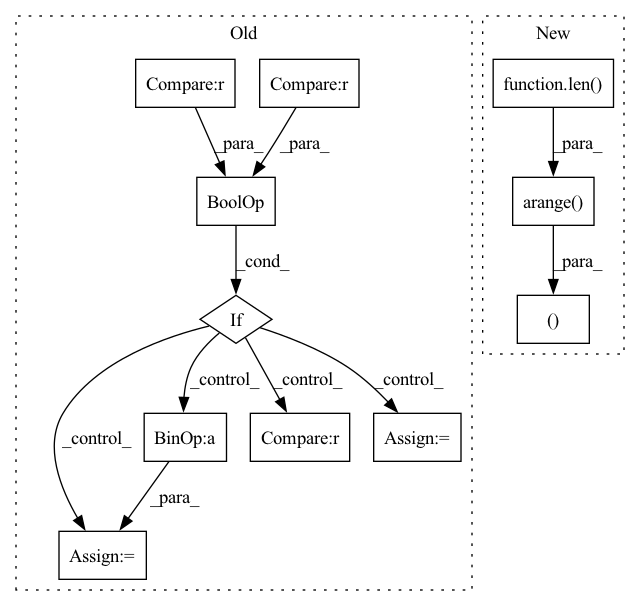 Old
New
Compare:r
Compare:r
function.len()
_para_
_para_
_para_
BoolOp
arange()
_cond_
_para_
If
()
_control_
_control_
_control_
_control_
BinOp:a
Compare:r
Assign:=
_para_
Assign:=